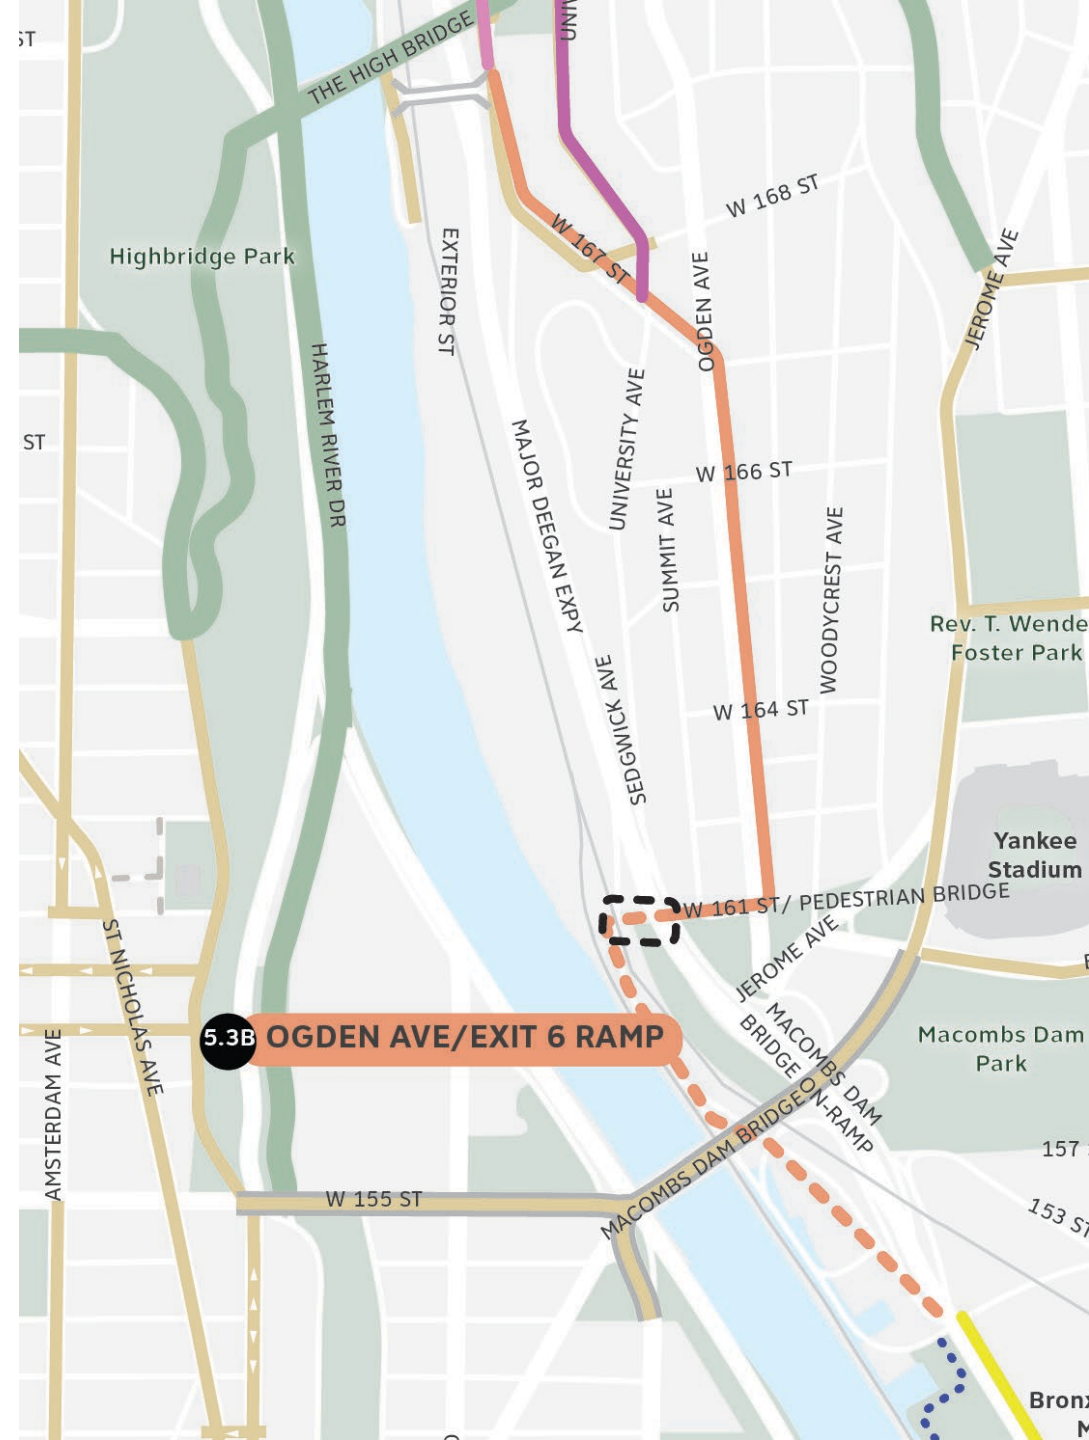 ST
UNIV
THE HIGH BRIDGE
W 168 ST
W 167 ST
Highbridge Park
EXTERIOR ST
OGDEN AVE
JEROME AVE
HARLEM RIVER DR
ST
UNIVERSITY AVE
MAJOR DEEGAN EXPY
W 166 ST
SUMMIT AVE
WOODYCREST AVE
Rev. T. Wende
Foster Park
SEDGWICK AVE
W 164 ST
Yankee
Stadium
W 161 ST/ PEDESTRIAN BRIDGE
ST NICHOLAS AVE
JEROME AVE
5.3B OGDEN AVE/EXIT 6 RAMP
MACOMBS DAM
BRIDGE ON-RAMP
Macombs Dam
Park
AMSTERDAM AVE
MACOMBS DAM BRIDGE
157
W 155 ST
153 ST
Bronx
M